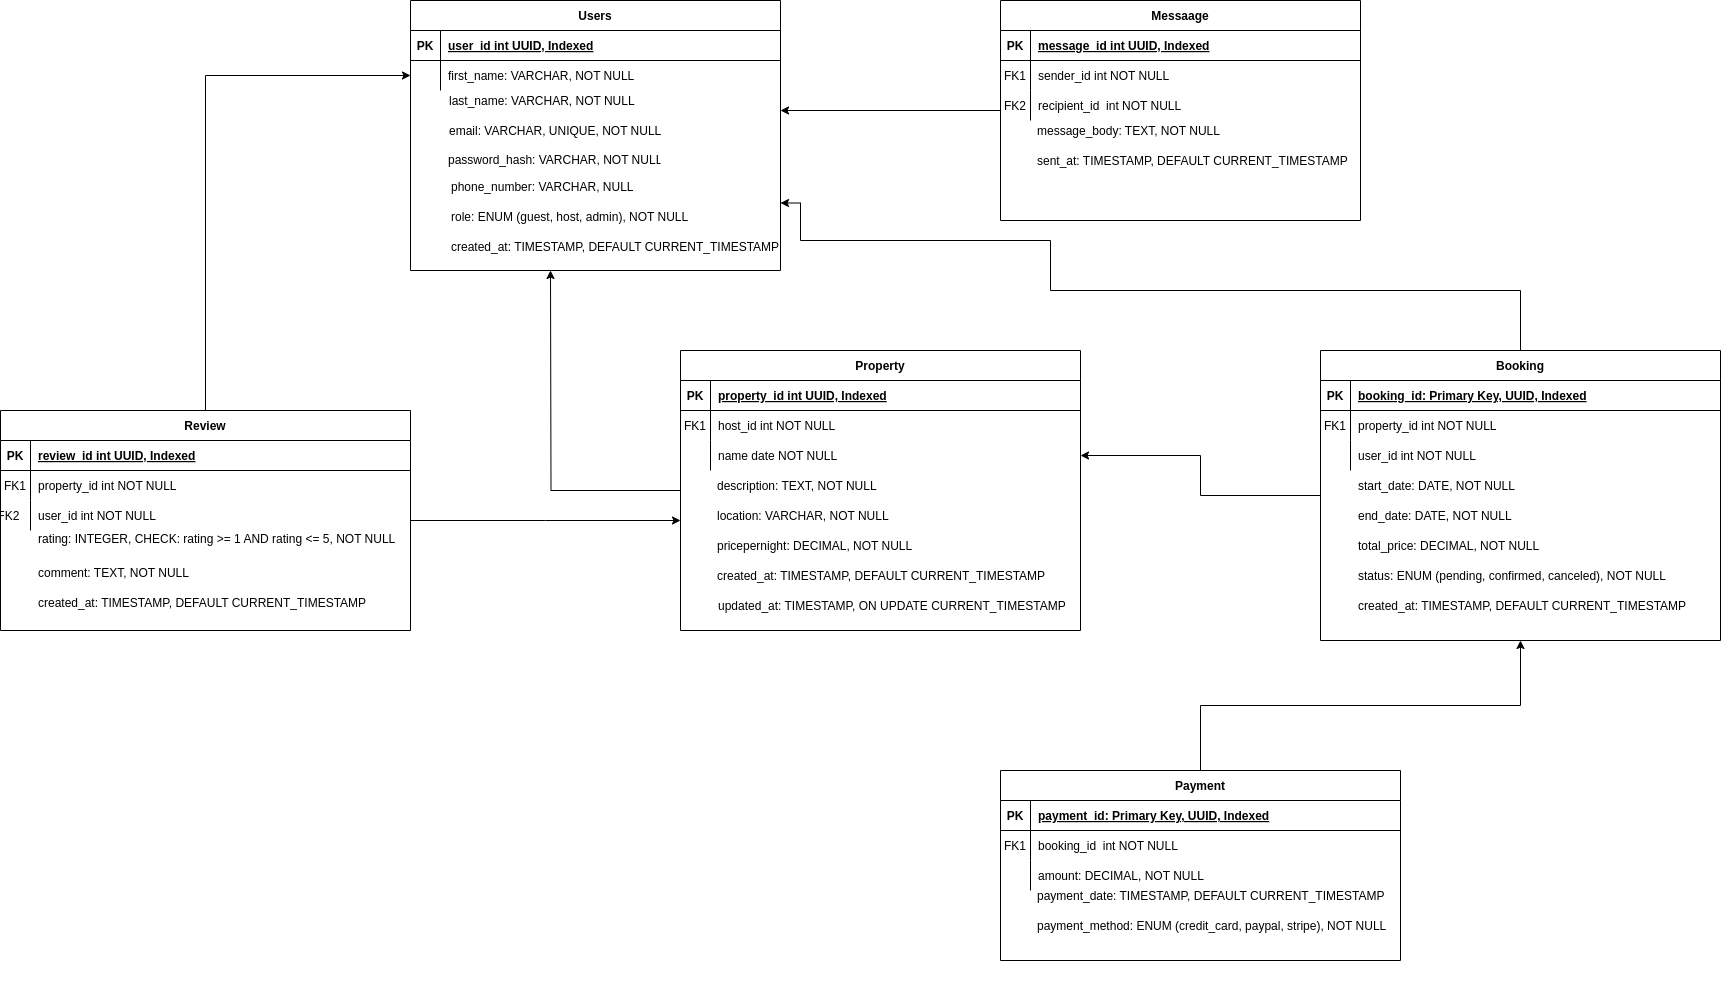 Users
PK user_id int UUID, Indexed
first_name: VARCHAR, NOT NULL
last_name: VARCHAR, NOT NULL
email: VARCHAR, UNIQUE, NOT NULL
password_hash: VARCHAR, NOT NULL
phone_number: VARCHAR, NULL
role: ENUM (guest, host, admin), NOT NULL
created_at: TIMESTAMP, DEFAULT CURRENT_TIMESTAMP
Messaage
PK message_id int UUID, Indexed
FK1 sender_id int NOT NULL
FK2 recipient_id  int NOT NULL
message_body: TEXT, NOT NULL
sent_at: TIMESTAMP, DEFAULT CURRENT_TIMESTAMP
Review
PK review_id int UUID, Indexed
FK1 property_id int NOT NULL
FK2 user_id int NOT NULL
rating: INTEGER, CHECK: rating >= 1 AND rating <= 5, NOT NULL
comment: TEXT, NOT NULL
created_at: TIMESTAMP, DEFAULT CURRENT_TIMESTAMP
Property
PK property_id int UUID, Indexed
FK1 host_id int NOT NULL
name date NOT NULL
description: TEXT, NOT NULL
location: VARCHAR, NOT NULL
pricepernight: DECIMAL, NOT NULL
created_at: TIMESTAMP, DEFAULT CURRENT_TIMESTAMP
updated_at: TIMESTAMP, ON UPDATE CURRENT_TIMESTAMP
Booking
PK booking_id: Primary Key, UUID, Indexed
FK1 property_id int NOT NULL
user_id int NOT NULL
start_date: DATE, NOT NULL
end_date: DATE, NOT NULL
total_price: DECIMAL, NOT NULL
status: ENUM (pending, confirmed, canceled), NOT NULL
created_at: TIMESTAMP, DEFAULT CURRENT_TIMESTAMP
Payment
PK payment_id: Primary Key, UUID, Indexed
FK1 booking_id  int NOT NULL
amount: DECIMAL, NOT NULL
payment_date: TIMESTAMP, DEFAULT CURRENT_TIMESTAMP
payment_method: ENUM (credit_card, paypal, stripe), NOT NULL